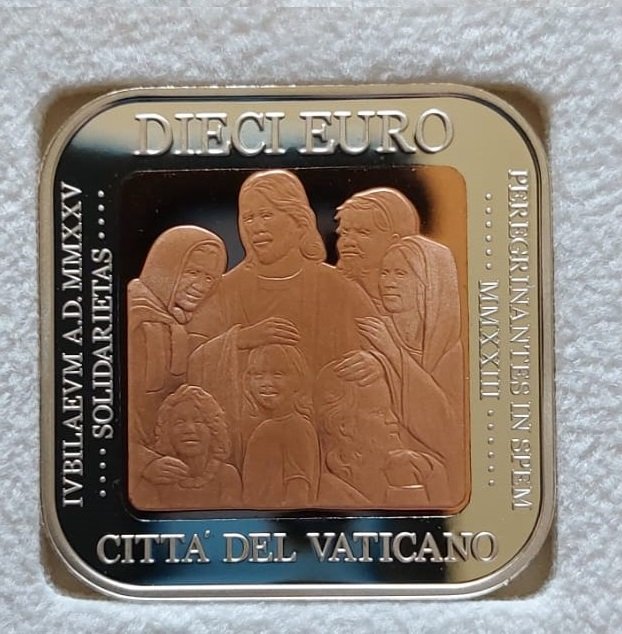 DIECI EURO
IVBILAEVM A.D. MMXXV
.... SOLIDARIETAS ....
PEREGRINANTES IN SPEM
...... MMXXIII ......
CITTA' DEL VATICANO